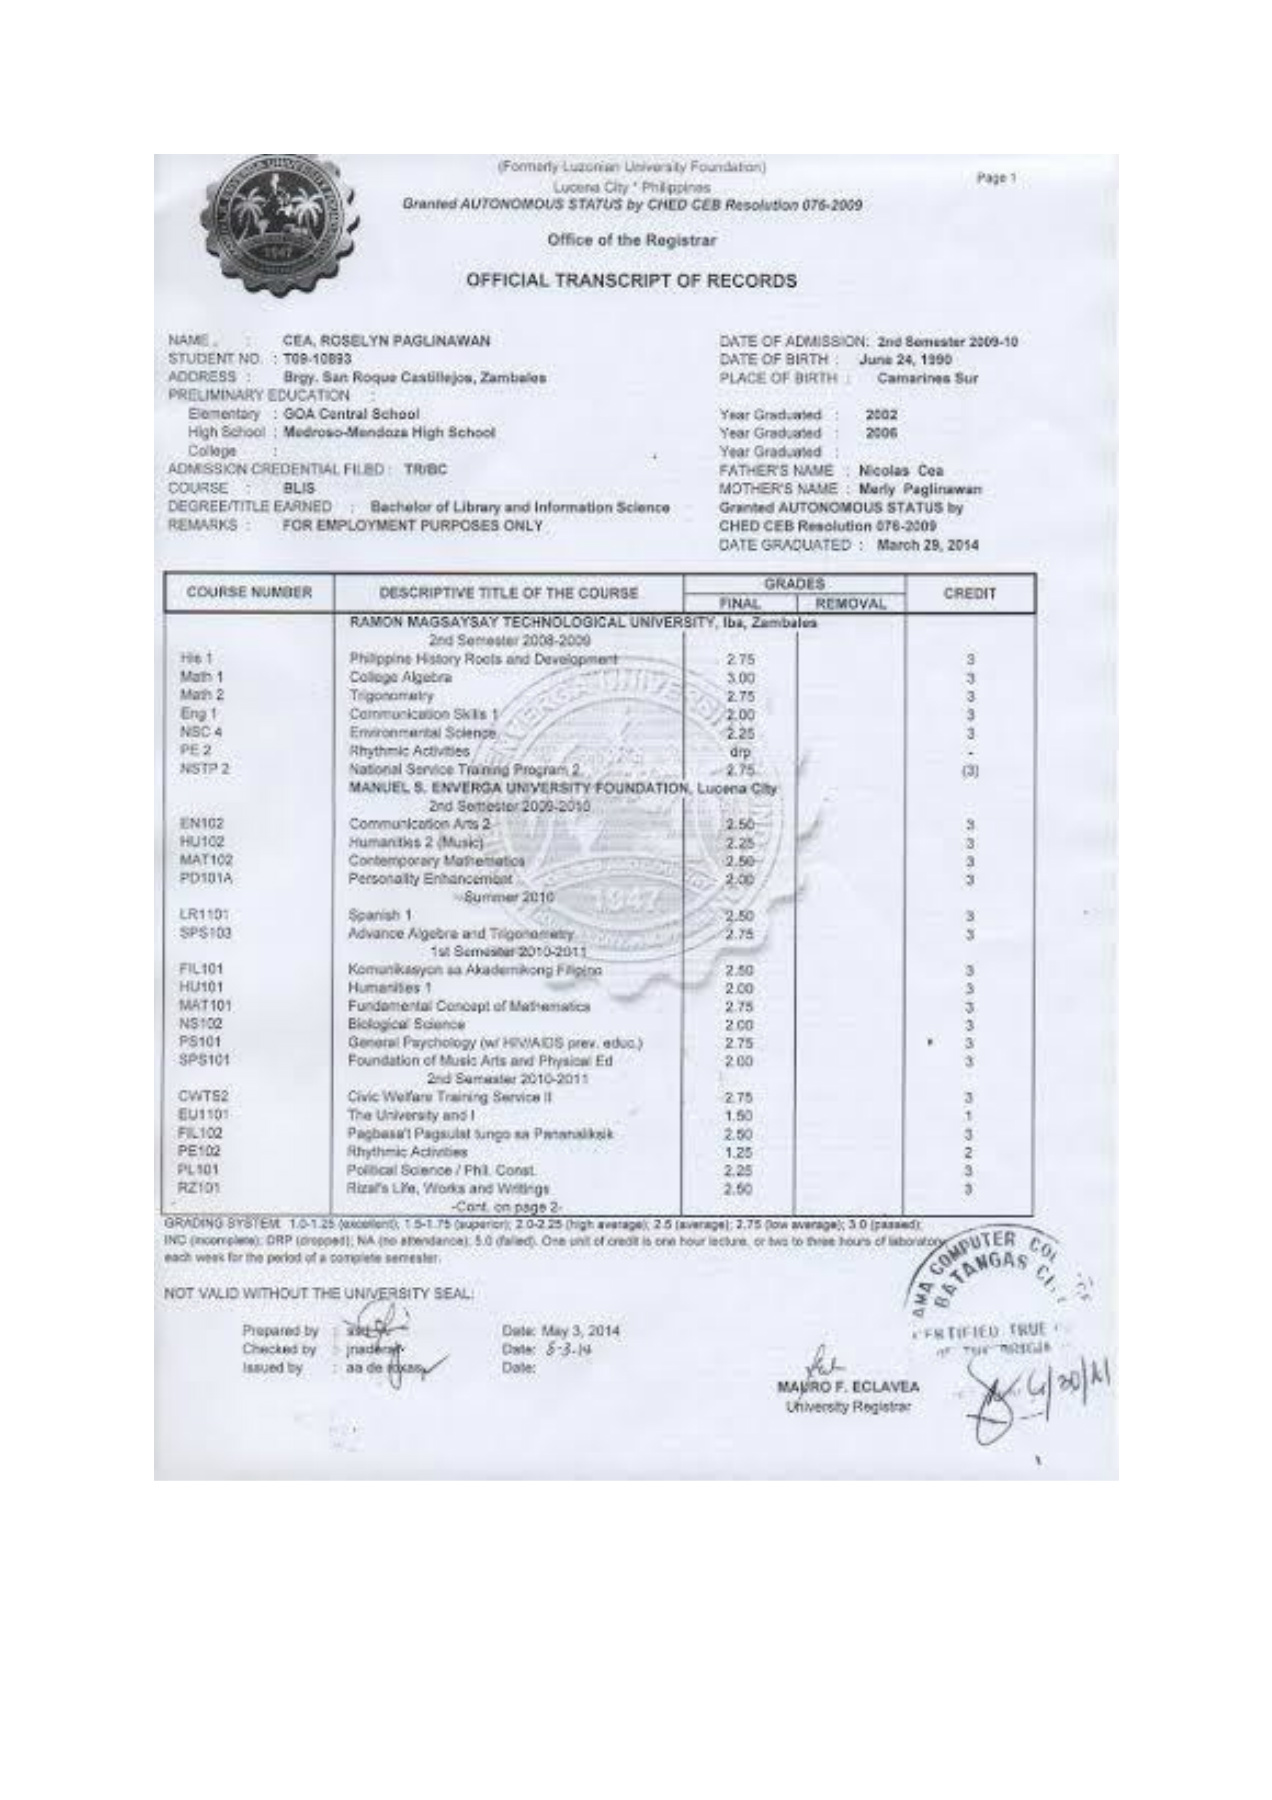 (Formerly Luzonian University Foundation)
Page 1
Lucena City * Philippines
Granted AUTONOMOUS STATUS by CHED CEB Resolution 076-2009
Office of the Registrar
OFFICIAL TRANSCRIPT OF RECORDS
1947
NAME : CEA, ROSELYN PAGLINAWAN DATE OF ADMISSION: 2nd Semester 2009-10
STUDENT NO. : T09-10893 DATE OF BIRTH : June 24, 1990
ADDRESS : Brgy. San Roque Castillejos, Zambales PLACE OF BIRTH : Camarines Sur
PRELIMINARY EDUCATION :
Elementary : GOA Central School Year Graduated : 2002
High School : Medroso-Mendoza High School Year Graduated : 2006
College : Year Graduated :
ADMISSION CREDENTIAL FILED : TR/BC FATHER'S NAME : Nicolas Cea
COURSE : BLIS MOTHER'S NAME : Merly Paglinawan
DEGREE/TITLE EARNED : Bachelor of Library and Information Science Granted AUTONOMOUS STATUS by
REMARKS : FOR EMPLOYMENT PURPOSES ONLY CHED CEB Resolution 076-2009
DATE GRADUATED : March 29, 2014
COURSE NUMBER DESCRIPTIVE TITLE OF THE COURSE GRADES CREDIT
FINAL REMOVAL
RAMON MAGSAYSAY TECHNOLOGICAL UNIVERSITY, Iba, Zambales
2nd Semester 2008-2009
His 1 Philippine History Roots and Development 2.75 3
Math 1 College Algebra 3.00 3
Math 2 Trigonometry 2.75 3
Eng 1 Communication Skills 1 2.00 3
NSC 4 Environmental Science 2.25 3
PE 2 Rhythmic Activities drp -
NSTP 2 National Service Training Program 2 2.75 (3)
MANUEL S. ENVERGA UNIVERSITY FOUNDATION, Lucena City
2nd Semester 2009-2010
EN102 Communication Arts 2 2.50 3
HU102 Humanities 2 (Music) 2.25 3
MAT102 Contemporary Mathematics 2.50 3
PD101A Personality Enhancement 2.00 3
Summer 2010
LR1101 Spanish 1 2.50 3
SPS103 Advance Algebra and Trigonometry 2.75 3
1st Semester 2010-2011
FIL101 Komunikasyon sa Akademikong Filipino 2.50 3
HU101 Humanities 1 2.00 3
MAT101 Fundamental Concept of Mathematics 2.75 3
NS102 Biological Science 2.00 3
PS101 General Psychology (w/ HIV/AIDS prev. educ.) 2.75 3
SPS101 Foundation of Music Arts and Physical Ed 2.00 3
2nd Semester 2010-2011
CWTS2 Civic Welfare Training Service II 2.75 3
EU1101 The University and I 1.50 1
FIL102 Pagbasa't Pagsulat tungo sa Pananaliksik 2.50 3
PE102 Rhythmic Activities 1.25 2
PL101 Political Science / Phil. Const. 2.25 3
RZ101 Rizal's Life, Works and Writings 2.50 3
-Cont. on page 2-
GRADING SYSTEM: 1.0-1.25 (excellent); 1.5-1.75 (superior); 2.0-2.25 (high average); 2.5 (average); 2.75 (low average); 3.0 (passed);
INC (incomplete); DRP (dropped); NA (no attendance); 5.0 (failed). One unit of credit is one hour lecture, or two to three hours of laboratory
each week for the period of a complete semester.
NOT VALID WITHOUT THE UNIVERSITY SEAL:
Prepared by : Date: May 3, 2014
Checked by : Date: 5-3-14
Issued by : aa de Date:
MAURO F. ECLAVEA
University Registrar
AMA COMPUTER
BATANGAS
CERTIFIED TRUE